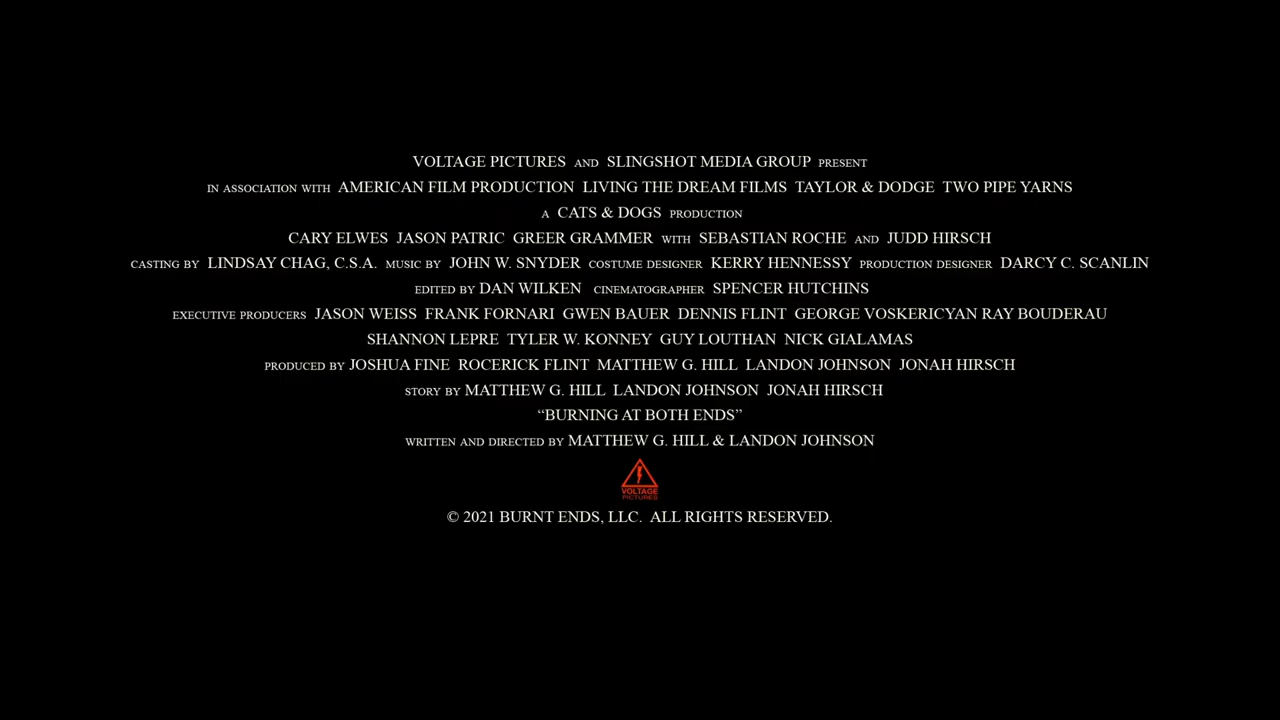 VOLTAGE PICTURES AND SLINGSHOT MEDIA GROUP PRESENT
IN ASSOCIATION WITH AMERICAN FILM PRODUCTION LIVING THE DREAM FILMS TAYLOR & DODGE TWO PIPE YARNS
A CATS & DOGS PRODUCTION
CARY ELWES JASON PATRIC GREER GRAMMER WITH SEBASTIAN ROCHE AND JUDD HIRSCH
CASTING BY LINDSAY CHAG, C.S.A. MUSIC BY JOHN W. SNYDER COSTUME DESIGNER KERRY HENNESSY PRODUCTION DESIGNER DARCY C. SCANLIN
EDITED BY DAN WILKEN CINEMATOGRAPHER SPENCER HUTCHINS
EXECUTIVE PRODUCERS JASON WEISS FRANK FORNARI GWEN BAUER DENNIS FLINT GEORGE VOSKERICYAN RAY BOUDERAU
SHANNON LEPRE TYLER W. KONNEY GUY LOUTHAN NICK GIALAMAS
PRODUCED BY JOSHUA FINE ROCERICK FLINT MATTHEW G. HILL LANDON JOHNSON JONAH HIRSCH
STORY BY MATTHEW G. HILL LANDON JOHNSON JONAH HIRSCH
“BURNING AT BOTH ENDS”
WRITTEN AND DIRECTED BY MATTHEW G. HILL & LANDON JOHNSON
VOLTAGE
PICTURES
© 2021 BURNT ENDS, LLC. ALL RIGHTS RESERVED.